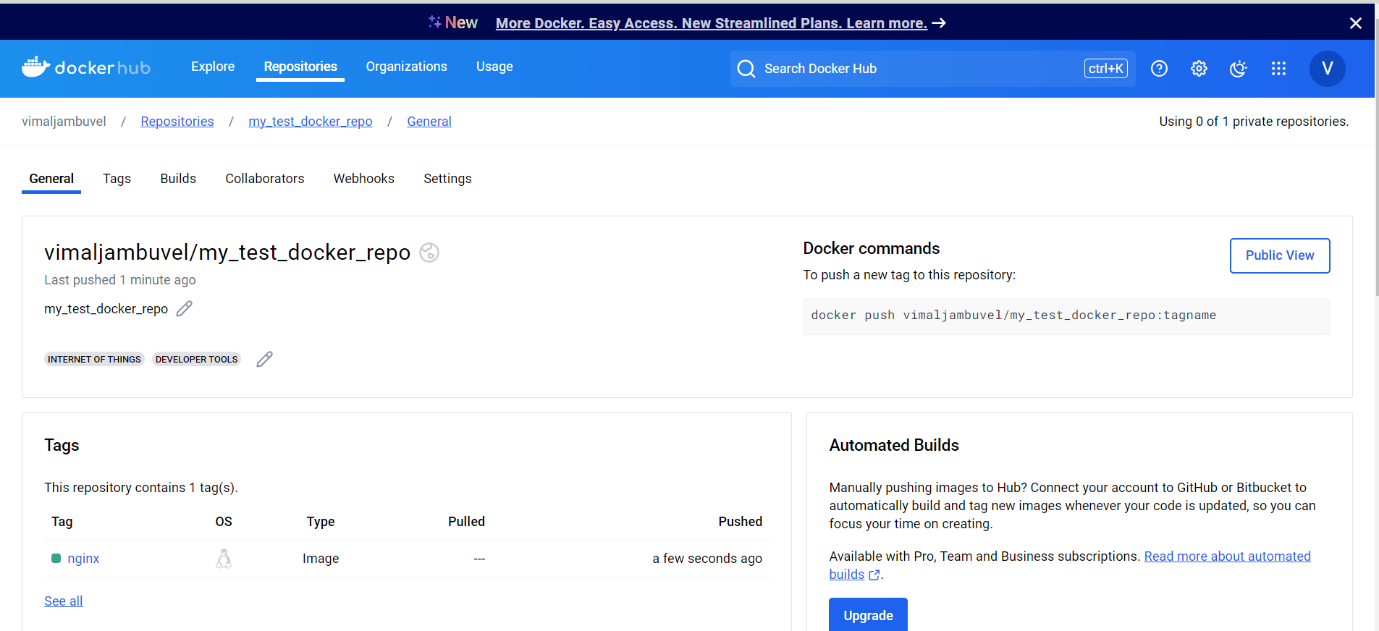 New More Docker. Easy Access. New Streamlined Plans. Learn more. →
docker hub Explore Repositories Organizations Usage Search Docker Hub ctrl+K V
vimaljambuvel / Repositories / my_test_docker_repo / General Using 0 of 1 private repositories.
General Tags Builds Collaborators Webhooks Settings
vimaljambuvel/my_test_docker_repo
Last pushed 1 minute ago
my_test_docker_repo
INTERNET OF THINGS DEVELOPER TOOLS
Docker commands
Public View
To push a new tag to this repository:
docker push vimaljambuvel/my_test_docker_repo:tagname
Tags
This repository contains 1 tag(s).
Tag OS Type Pulled Pushed
nginx Image --- a few seconds ago
See all
Automated Builds
Manually pushing images to Hub? Connect your account to GitHub or Bitbucket to
automatically build and tag new images whenever your code is updated, so you can
focus your time on creating.
Available with Pro, Team and Business subscriptions. Read more about automated
builds.
Upgrade